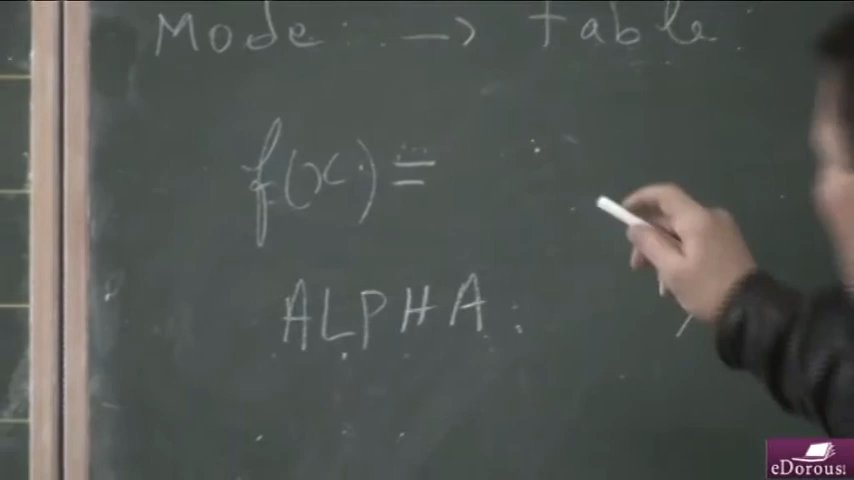 Mode → table
f(x) =
ALPHA :
eDorous!